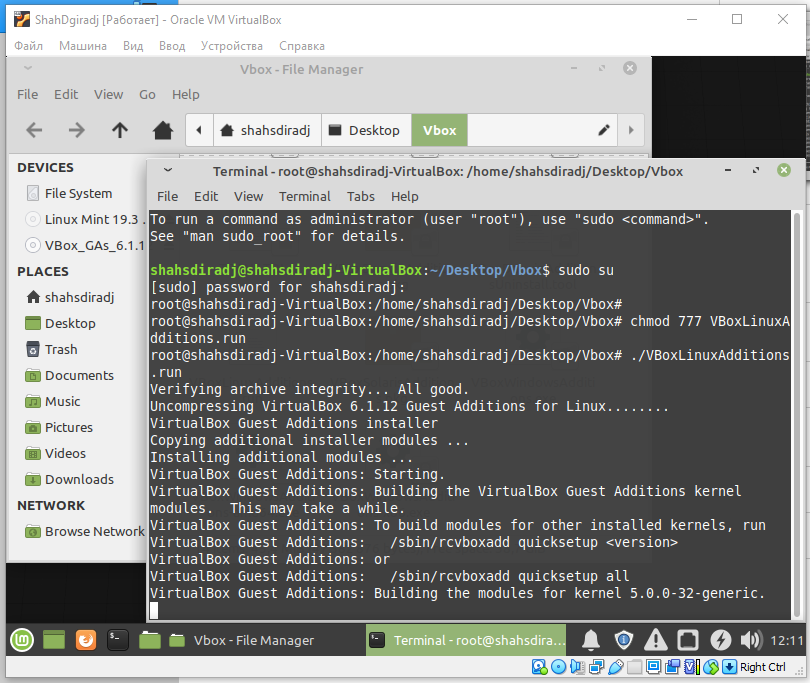 ShahDgiradj [Работает] - Oracle VM VirtualBox
Файл Машина Вид Ввод Устройства Справка
Vbox - File Manager
File Edit View Go Help
shahsdiradj Desktop Vbox
DEVICES
File System
Linux Mint 19.3 .
VBox_GAs_6.1.1
PLACES
shahsdiradj
Desktop
Trash
Documents
Music
Pictures
Videos
Downloads
NETWORK
Browse Network
Terminal - root@shahsdiradj-VirtualBox: /home/shahsdiradj/Desktop/Vbox
File Edit View Terminal Tabs Help
To run a command as administrator (user "root"), use "sudo <command>".
See "man sudo_root" for details.
shahsdiradj@shahsdiradj-VirtualBox:~/Desktop/Vbox$ sudo su
[sudo] password for shahsdiradj:
root@shahsdiradj-VirtualBox:/home/shahsdiradj/Desktop/Vbox#
root@shahsdiradj-VirtualBox:/home/shahsdiradj/Desktop/Vbox# chmod 777 VBoxLinuxA
dditions.run
root@shahsdiradj-VirtualBox:/home/shahsdiradj/Desktop/Vbox# ./VBoxLinuxAdditions
.run
Verifying archive integrity... All good.
Uncompressing VirtualBox 6.1.12 Guest Additions for Linux........
VirtualBox Guest Additions installer
Copying additional installer modules ...
Installing additional modules ...
VirtualBox Guest Additions: Starting.
VirtualBox Guest Additions: Building the VirtualBox Guest Additions kernel
modules.  This may take a while.
VirtualBox Guest Additions: To build modules for other installed kernels, run
VirtualBox Guest Additions:   /sbin/rcvboxadd quicksetup <version>
VirtualBox Guest Additions: or
VirtualBox Guest Additions:   /sbin/rcvboxadd quicksetup all
VirtualBox Guest Additions: Building the modules for kernel 5.0.0-32-generic.
Vbox - File Manager
Terminal - root@shahsdira...
12:11
Right Ctrl